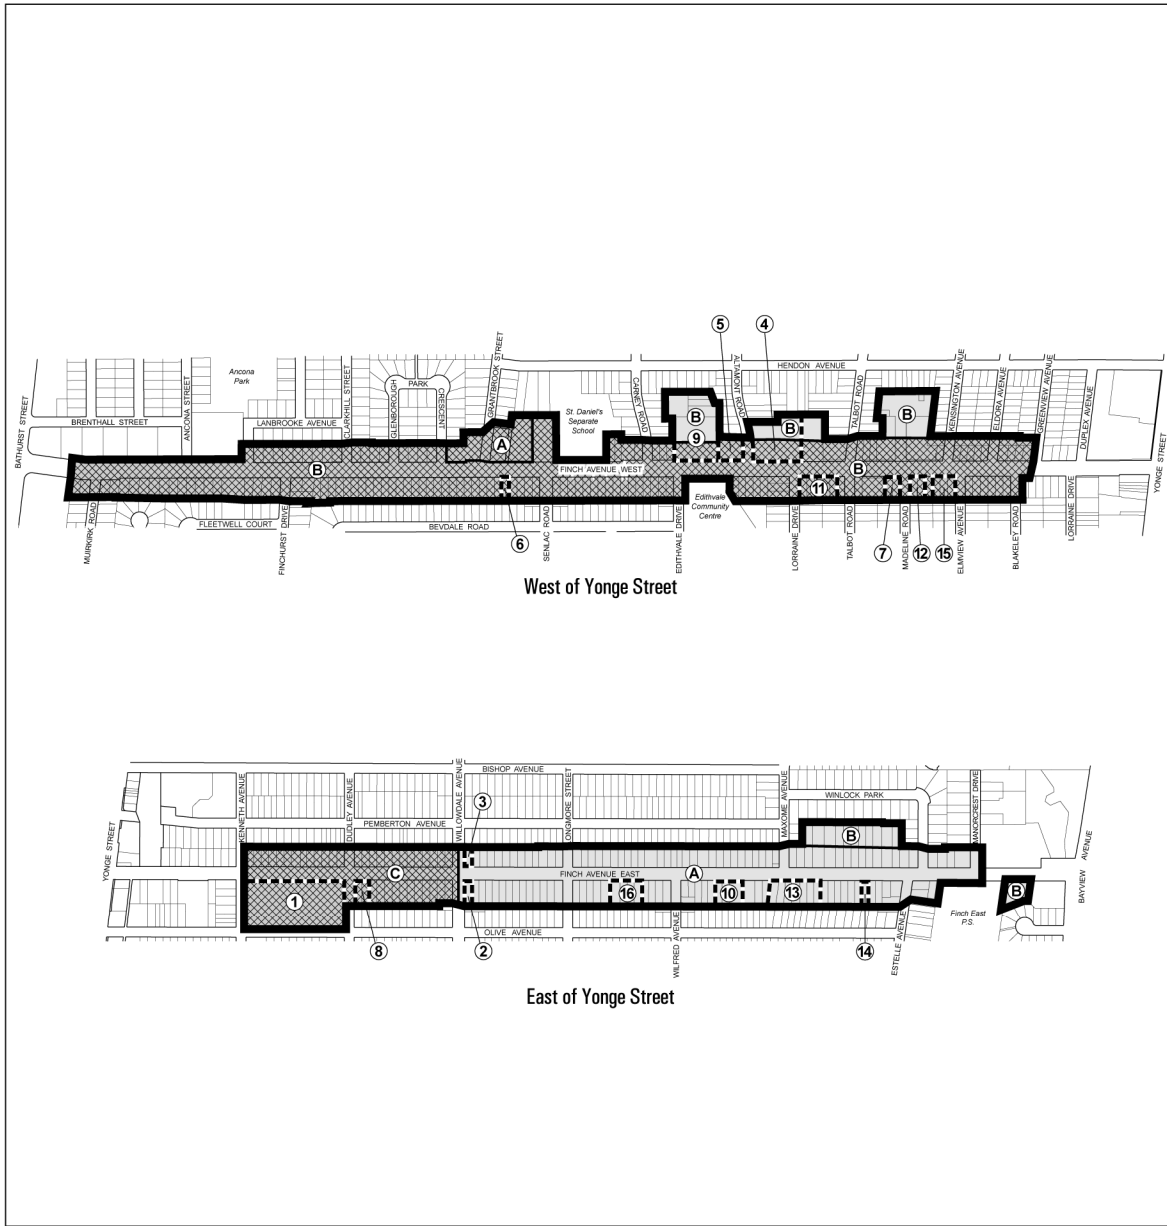 5
4
BATHURST STREET
BRENTHALL STREET
ANCONA STREET
Ancona
Park
LANBROOKE AVENUE
CLARKHILL STREET
GLENBOROUGH
PARK
CRESCENT
GRANTBROOK STREET
St. Daniel's
Separate
School
CARNEY ROAD
ALTAMONT ROAD
HENDON AVENUE
TALBOT ROAD
KENSINGTON AVENUE
ELDORA AVENUE
GREENVIEW AVENUE
DUPLEX AVENUE
YONGE STREET
A
B
9
B
B
B
FINCH AVENUE WEST
B
11
MUIRKIRK ROAD
FLEETWELL COURT
FINCHURST DRIVE
BEVDALE ROAD
6
SENLAC ROAD
EDITHVALE DRIVE
Edithvale
Community
Centre
LORRAINE DRIVE
TALBOT ROAD
7
MADELINE ROAD
12
15
ELMVIEW AVENUE
BLAKELEY ROAD
LORRAINE DRIVE
West of Yonge Street
YONGE STREET
KENNETH AVENUE
DUDLEY AVENUE
PEMBERTON AVENUE
WILLOWDALE AVENUE
BISHOP AVENUE
3
LONGMORE STREET
MAXOME AVENUE
WINLOCK PARK
MANORCREST DRIVE
BAYVIEW AVENUE
B
C
FINCH AVENUE EAST
A
1
16
10
13
B
8
2
OLIVE AVENUE
WILFRED AVENUE
14
ESTELLE AVENUE
Finch East
P.S.
East of Yonge Street